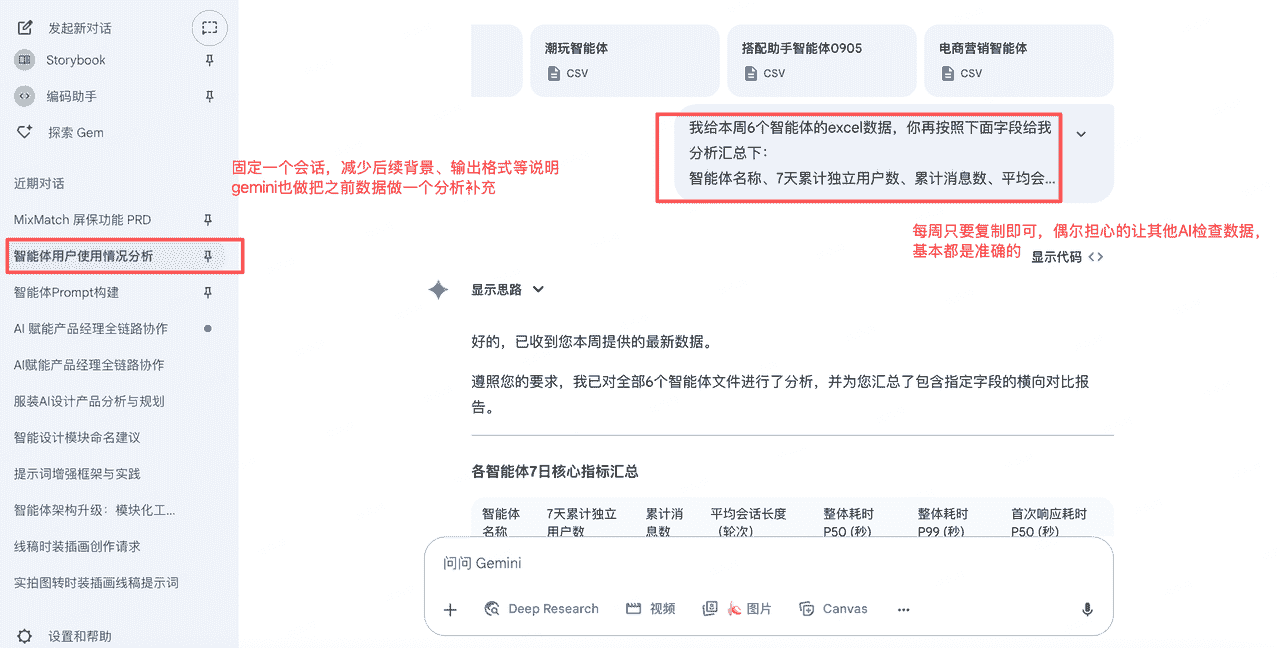 发起新对话
Storybook
编码助手
探索 Gem
近期对话
MixMatch 屏保功能 PRD
智能体用户使用情况分析
智能体Prompt构建
AI 赋能产品经理全链路协作
AI赋能产品经理全链路协作
服装AI设计产品分析与规划
智能设计模块命名建议
提示词增强框架与实践
智能体架构升级：模块化工...
线稿时装插画创作请求
实拍图转时装插画线稿提示词
设置和帮助
固定一个会话，减少后续背景、输出格式等说明
gemini也做把之前数据做一个分析补充
潮玩智能体
CSV
搭配助手智能体0905
CSV
电商营销智能体
CSV
我给本周6个智能体的excel数据，你再按照下面字段给我
分析汇总下：
智能体名称、7天累计独立用户数、累计消息数、平均会...
每周只要复制即可，偶尔担心的让其他AI检查数据，
基本都是准确的
显示代码
显示思路
好的，已收到您本周提供的最新数据。
遵照您的要求，我已对全部6个智能体文件进行了分析，并为您汇总了包含指定字段的横向对比报
告。
各智能体7日核心指标汇总
智能体 7天累计独立 累计消 平均会话长度 整体耗时 整体耗时 首次响应耗时
名称 用户数 息数 （轮次） P50 (秒) P99 (秒) P50 (秒)
问问 Gemini
Deep Research 视频 图片 Canvas